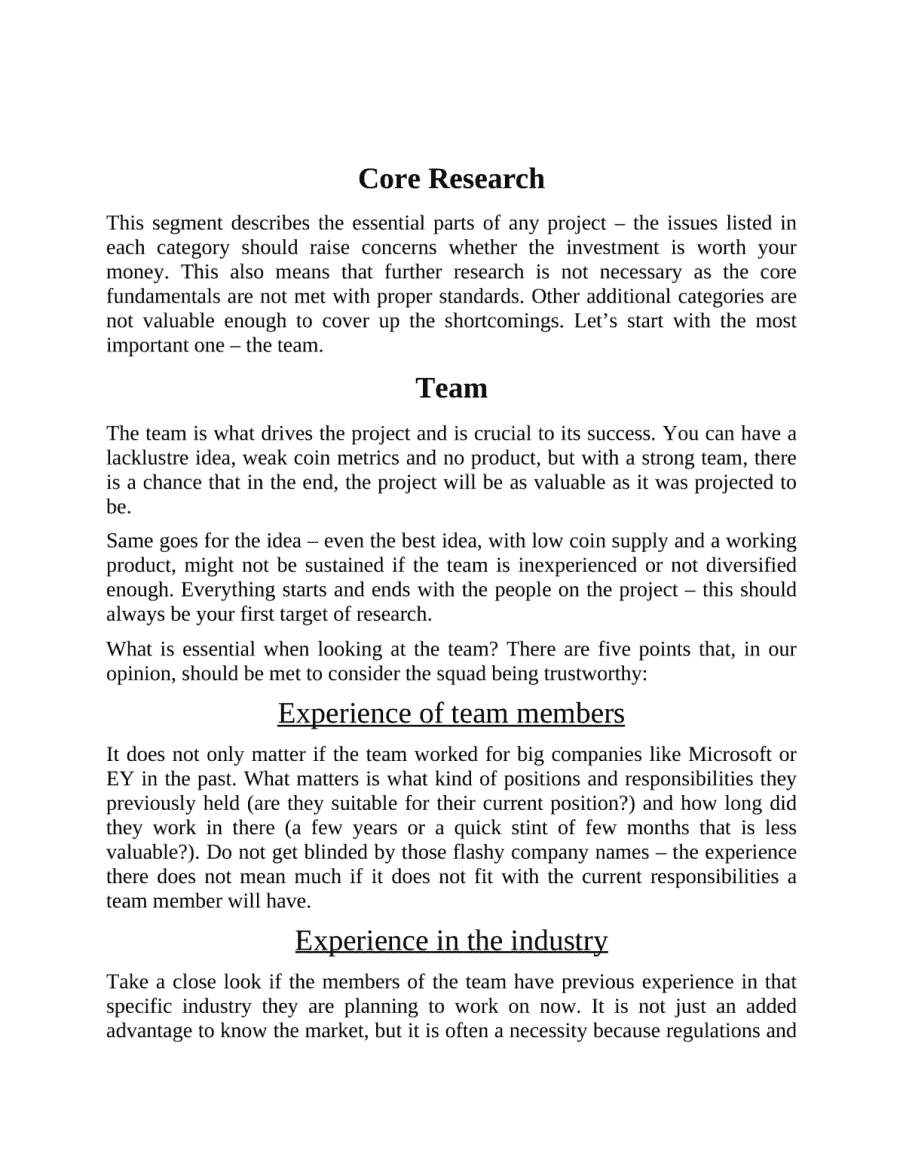 Core Research
This segment describes the essential parts of any project – the issues listed in
each category should raise concerns whether the investment is worth your
money. This also means that further research is not necessary as the core
fundamentals are not met with proper standards. Other additional categories are
not valuable enough to cover up the shortcomings. Let’s start with the most
important one – the team.
Team
The team is what drives the project and is crucial to its success. You can have a
lacklustre idea, weak coin metrics and no product, but with a strong team, there
is a chance that in the end, the project will be as valuable as it was projected to
be.
Same goes for the idea – even the best idea, with low coin supply and a working
product, might not be sustained if the team is inexperienced or not diversified
enough. Everything starts and ends with the people on the project – this should
always be your first target of research.
What is essential when looking at the team? There are five points that, in our
opinion, should be met to consider the squad being trustworthy:
Experience of team members
It does not only matter if the team worked for big companies like Microsoft or
EY in the past. What matters is what kind of positions and responsibilities they
previously held (are they suitable for their current position?) and how long did
they work in there (a few years or a quick stint of few months that is less
valuable?). Do not get blinded by those flashy company names – the experience
there does not mean much if it does not fit with the current responsibilities a
team member will have.
Experience in the industry
Take a close look if the members of the team have previous experience in that
specific industry they are planning to work on now. It is not just an added
advantage to know the market, but it is often a necessity because regulations and